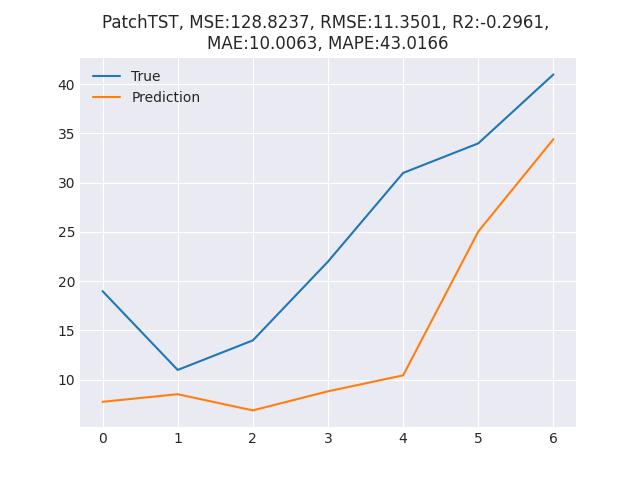 PatchTST, MSE:128.8237, RMSE:11.3501, R2:-0.2961,
MAE:10.0063, MAPE:43.0166
True
Prediction
40
35
30
25
20
15
10
0 1 2 3 4 5 6